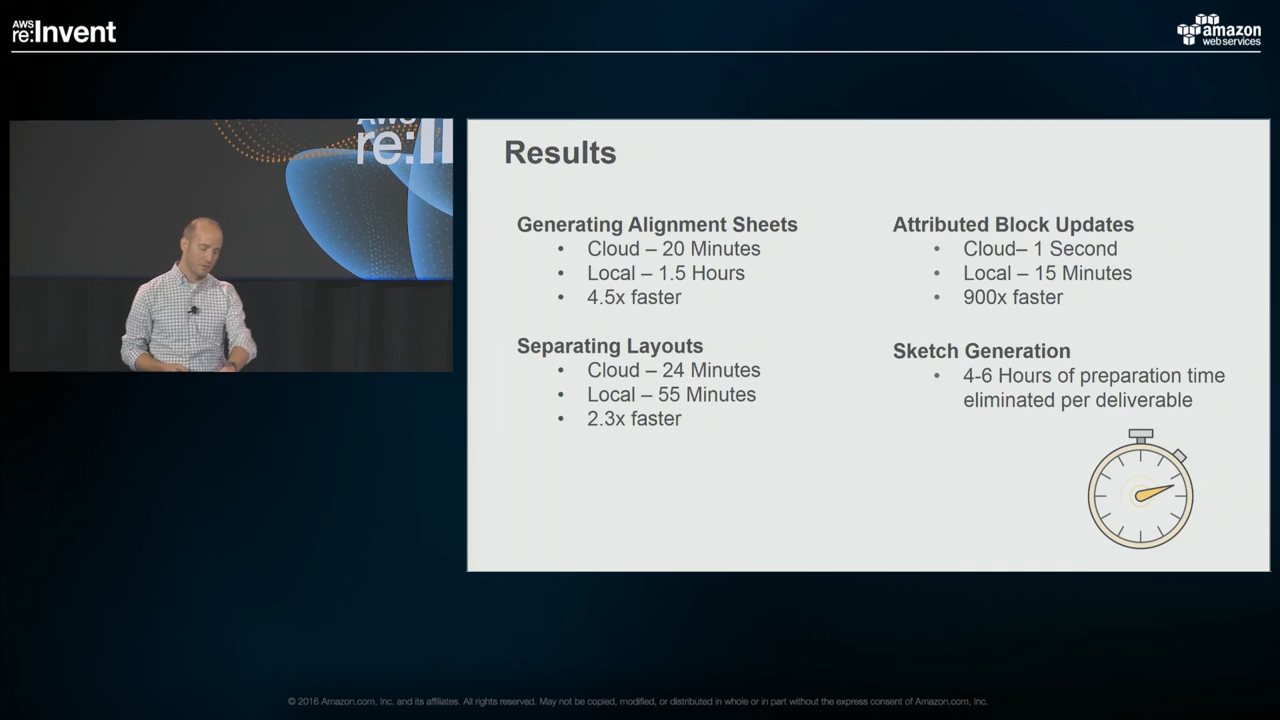 AWS
re:Invent
amazon
web services
AWS
re:I
Results
Generating Alignment Sheets
• Cloud – 20 Minutes
• Local – 1.5 Hours
• 4.5x faster
Separating Layouts
• Cloud – 24 Minutes
• Local – 55 Minutes
• 2.3x faster
Attributed Block Updates
• Cloud– 1 Second
• Local – 15 Minutes
• 900x faster
Sketch Generation
• 4-6 Hours of preparation time
eliminated per deliverable
© 2016 Amazon.com, Inc. and its affiliates. All rights reserved. May not be copied, modified, or distributed in whole or in part without the express consent of Amazon.com, Inc.